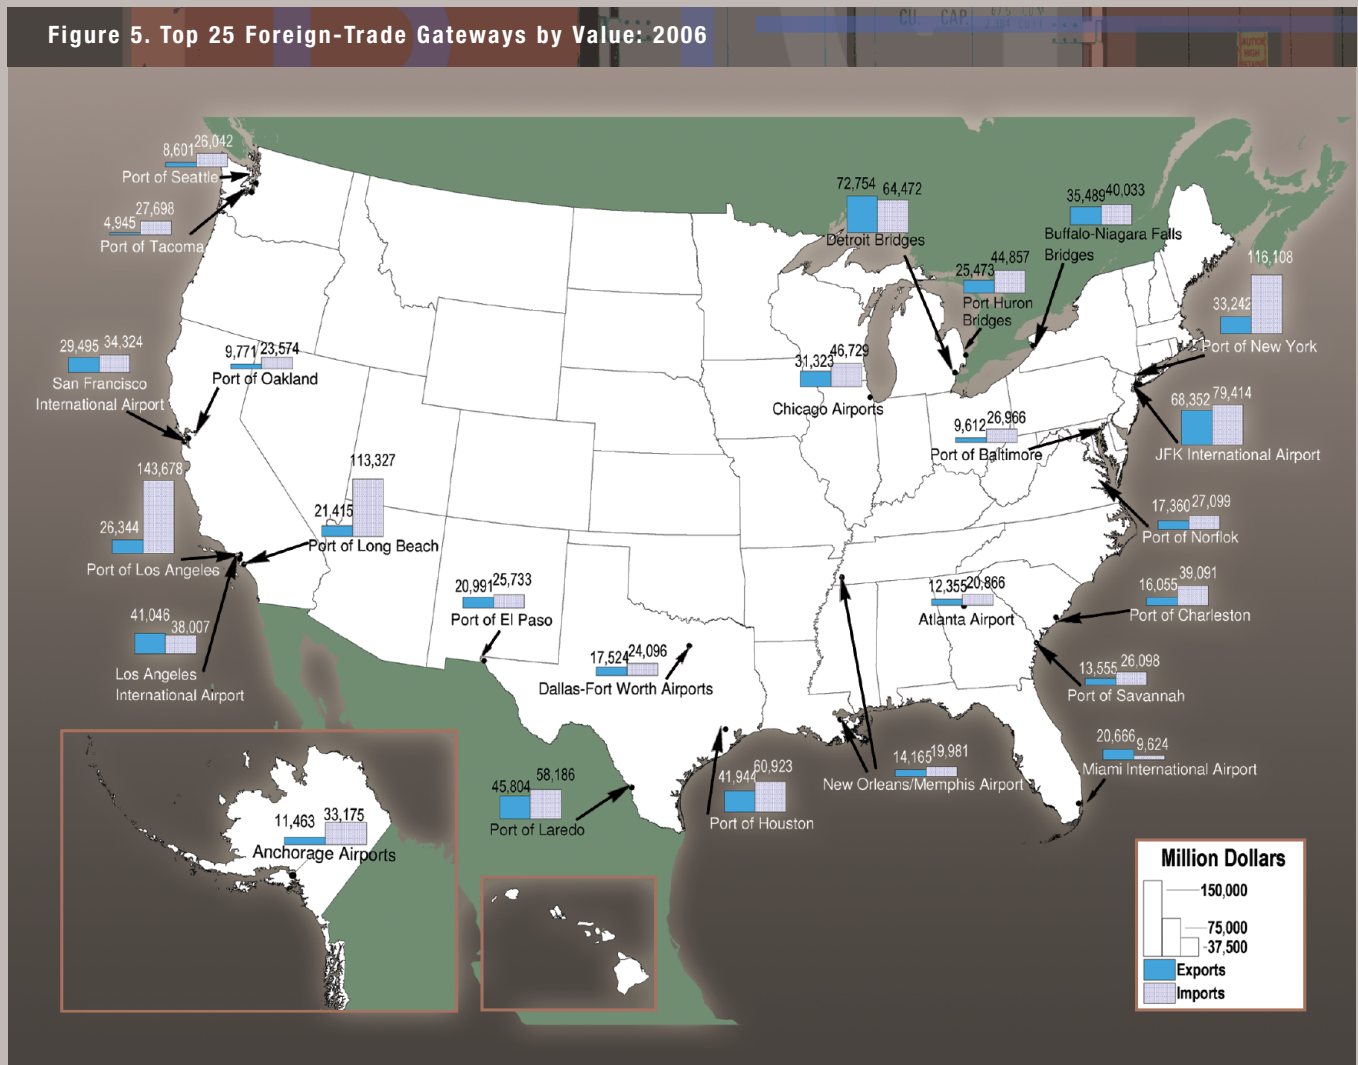 Figure 5. Top 25 Foreign-Trade Gateways by Value: 2006
CU. CAP.
8,601 26,042
Port of Seattle
4,945 27,698
Port of Tacoma
72,754 64,472
Detroit Bridges
35,489 40,033
Buffalo-Niagara Falls
Bridges
25,473 44,857
Port Huron
Bridges
33,242 116,108
Port of New York
29,495 34,324
San Francisco
International Airport
9,771 23,574
Port of Oakland
31,323 46,729
Chicago Airports
9,612 26,966
Port of Baltimore
68,352 79,414
JFK International Airport
26,344 143,678
Port of Los Angeles
21,415 113,327
Port of Long Beach
17,360 27,099
Port of Norflok
20,991 25,733
Port of El Paso
12,355 20,866
Atlanta Airport
16,055 39,091
Port of Charleston
41,046 38,007
Los Angeles
International Airport
17,524 24,096
Dallas-Fort Worth Airports
13,555 26,098
Port of Savannah
20,666 9,624
Miami International Airport
14,165 19,981
New Orleans/Memphis Airport
45,804 58,186
Port of Laredo
41,944 60,923
Port of Houston
11,463 33,175
Anchorage Airports
Million Dollars
150,000
75,000
37,500
Exports
Imports